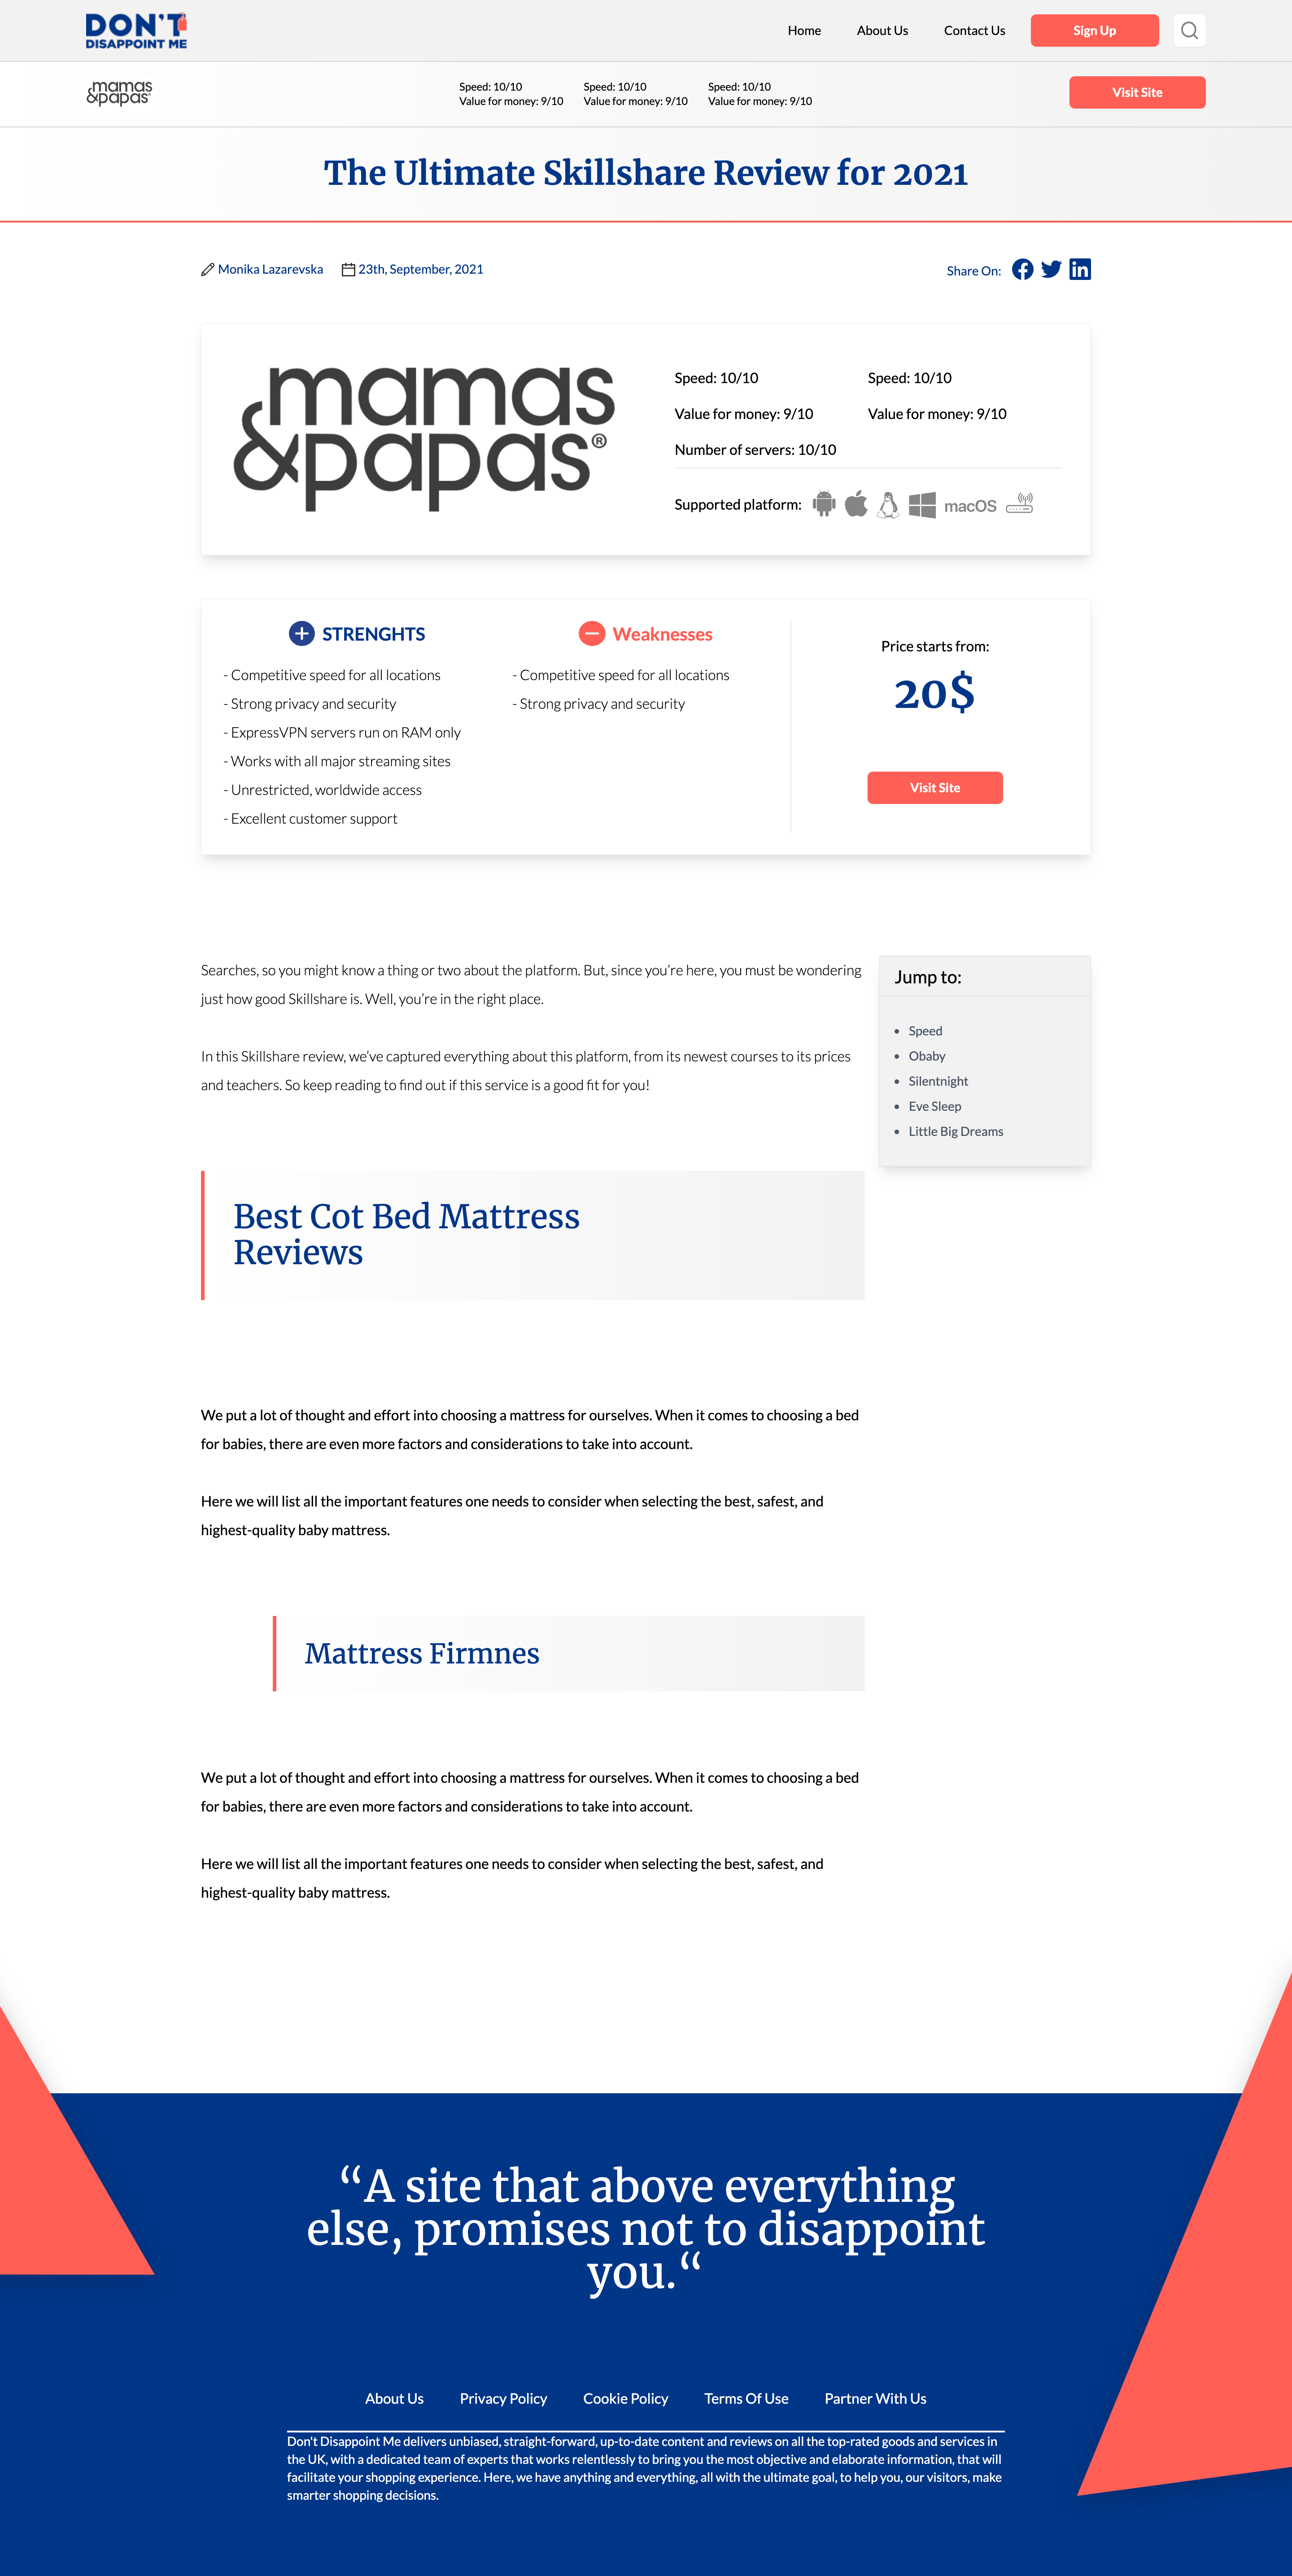 DON'T
DISAPPOINT ME
Home
About Us
Contact Us
Sign Up
mamas
&papas
Speed: 10/10
Value for money: 9/10
Speed: 10/10
Value for money: 9/10
Speed: 10/10
Value for money: 9/10
Visit Site
The Ultimate Skillshare Review for 2021
Monika Lazarevska
23th, September, 2021
Share On:
mamas
&papas®
Speed: 10/10
Speed: 10/10
Value for money: 9/10
Value for money: 9/10
Number of servers: 10/10
Supported platform:
macOS
STRENGHTS
- Competitive speed for all locations
- Strong privacy and security
- ExpressVPN servers run on RAM only
- Works with all major streaming sites
- Unrestricted, worldwide access
- Excellent customer support
Weaknesses
- Competitive speed for all locations
- Strong privacy and security
Price starts from:
20$
Visit Site
Searches, so you might know a thing or two about the platform. But, since you're here, you must be wondering
just how good Skillshare is. Well, you're in the right place.
In this Skillshare review, we've captured everything about this platform, from its newest courses to its prices
and teachers. So keep reading to find out if this service is a good fit for you!
Jump to:
• Speed
• Obaby
• Silentnight
• Eve Sleep
• Little Big Dreams
Best Cot Bed Mattress
Reviews
We put a lot of thought and effort into choosing a mattress for ourselves. When it comes to choosing a bed
for babies, there are even more factors and considerations to take into account.
Here we will list all the important features one needs to consider when selecting the best, safest, and
highest-quality baby mattress.
Mattress Firmnes
We put a lot of thought and effort into choosing a mattress for ourselves. When it comes to choosing a bed
for babies, there are even more factors and considerations to take into account.
Here we will list all the important features one needs to consider when selecting the best, safest, and
highest-quality baby mattress.
“A site that above everything
else, promises not to disappoint
you.“
About Us
Privacy Policy
Cookie Policy
Terms Of Use
Partner With Us
Don't Disappoint Me delivers unbiased, straight-forward, up-to-date content and reviews on all the top-rated goods and services in
the UK, with a dedicated team of experts that works relentlessly to bring you the most objective and elaborate information, that will
facilitate your shopping experience. Here, we have anything and everything, all with the ultimate goal, to help you, our visitors, make
smarter shopping decisions.